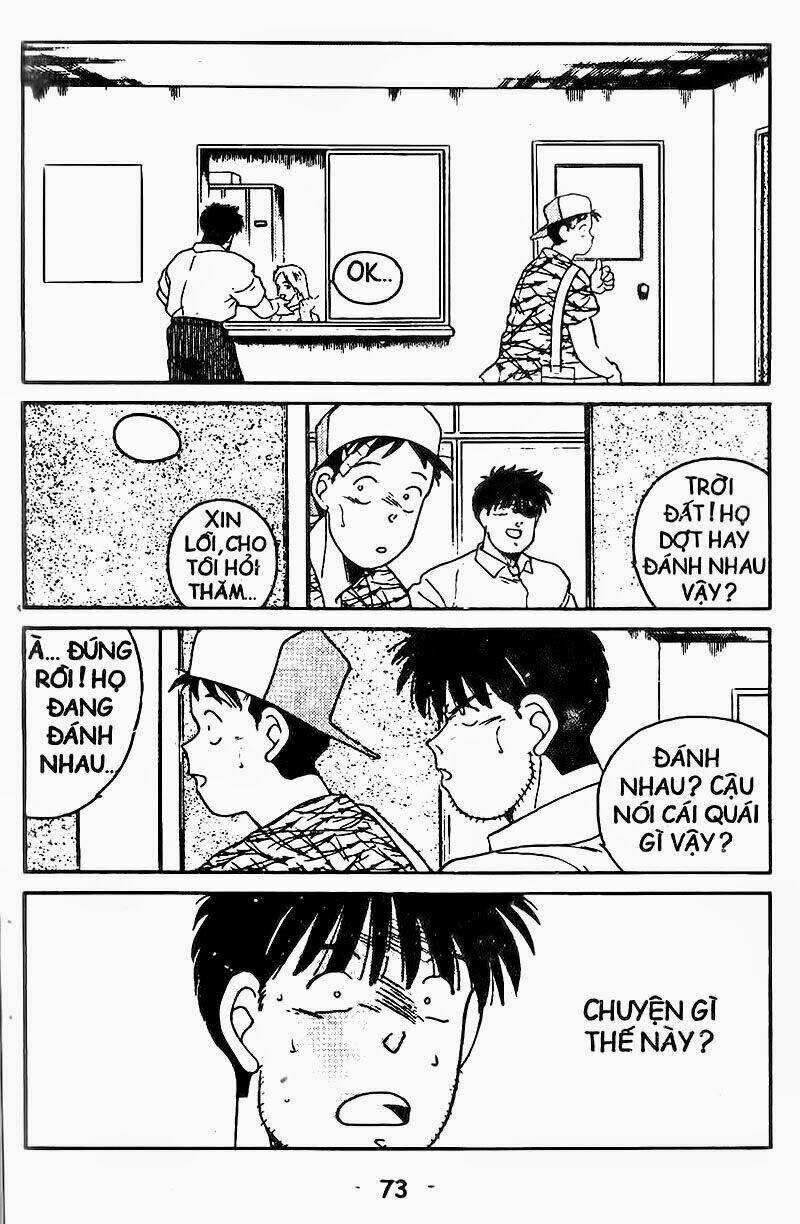 OK...
TRỜI
ĐẤT! HỌ
DỢT HAY
ĐÁNH NHAU
VẬY?
XIN
LỖI, CHO
TÔI HỎI
THĂM...
À... ĐÚNG
RỒI! HỌ
ĐANG
ĐÁNH
NHAU...
ĐÁNH
NHAU? CẬU
NÓI CÁI QUÁI
GÌ VẬY?
CHUYỆN GÌ
THẾ NÀY?
- 73 -